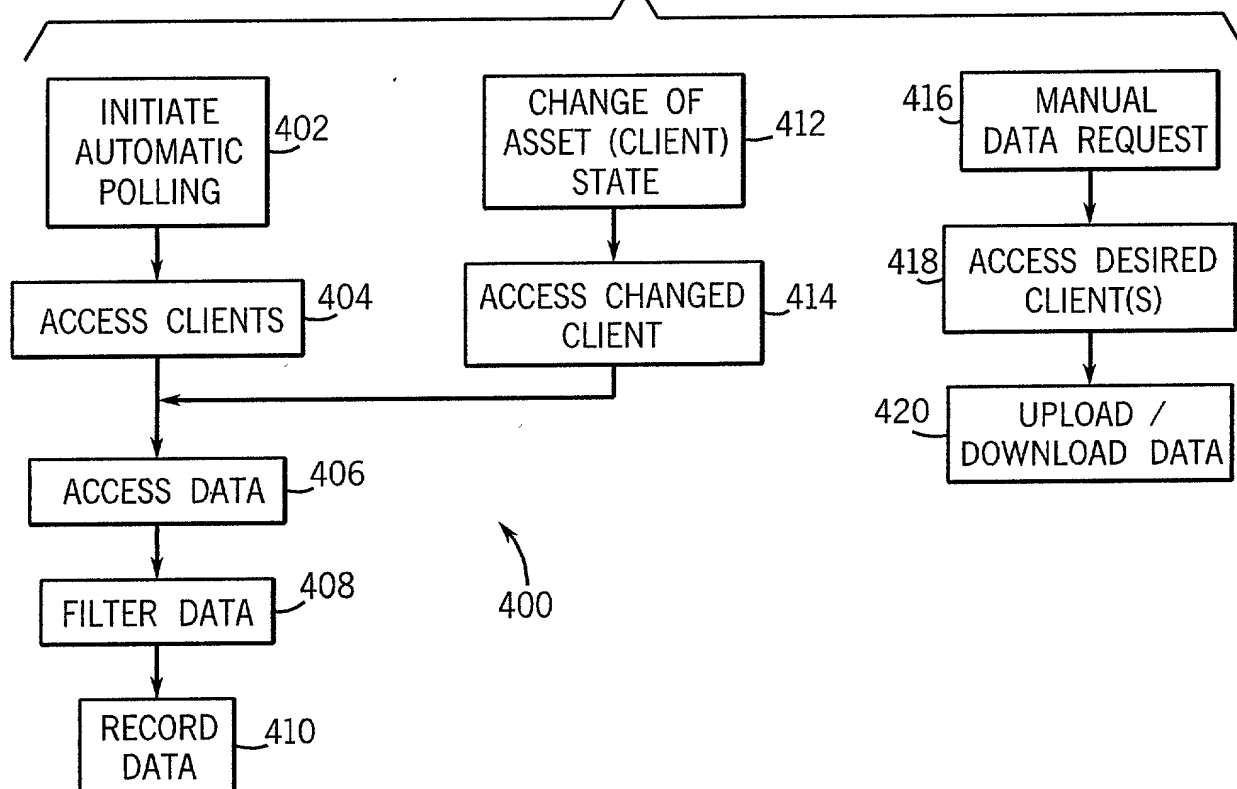 INITIATE
AUTOMATIC
POLLING
402
ACCESS CLIENTS
404
ACCESS DATA
406
FILTER DATA
408
RECORD
DATA
410
CHANGE OF
ASSET (CLIENT)
STATE
412
ACCESS CHANGED
CLIENT
414
400
416
MANUAL
DATA REQUEST
418
ACCESS DESIRED
CLIENT(S)
420
UPLOAD /
DOWNLOAD DATA